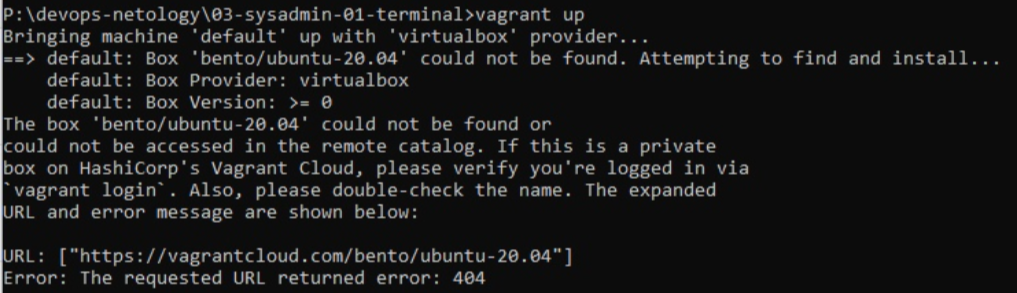 P:\devops-netology\03-sysadmin-01-terminal>vagrant up
Bringing machine 'default' up with 'virtualbox' provider...
==> default: Box 'bento/ubuntu-20.04' could not be found. Attempting to find and install...
    default: Box Provider: virtualbox
    default: Box Version: >= 0
The box 'bento/ubuntu-20.04' could not be found or
could not be accessed in the remote catalog. If this is a private
box on HashiCorp's Vagrant Cloud, please verify you're logged in via
`vagrant login`. Also, please double-check the name. The expanded
URL and error message are shown below:

URL: ["https://vagrantcloud.com/bento/ubuntu-20.04"]
Error: The requested URL returned error: 404